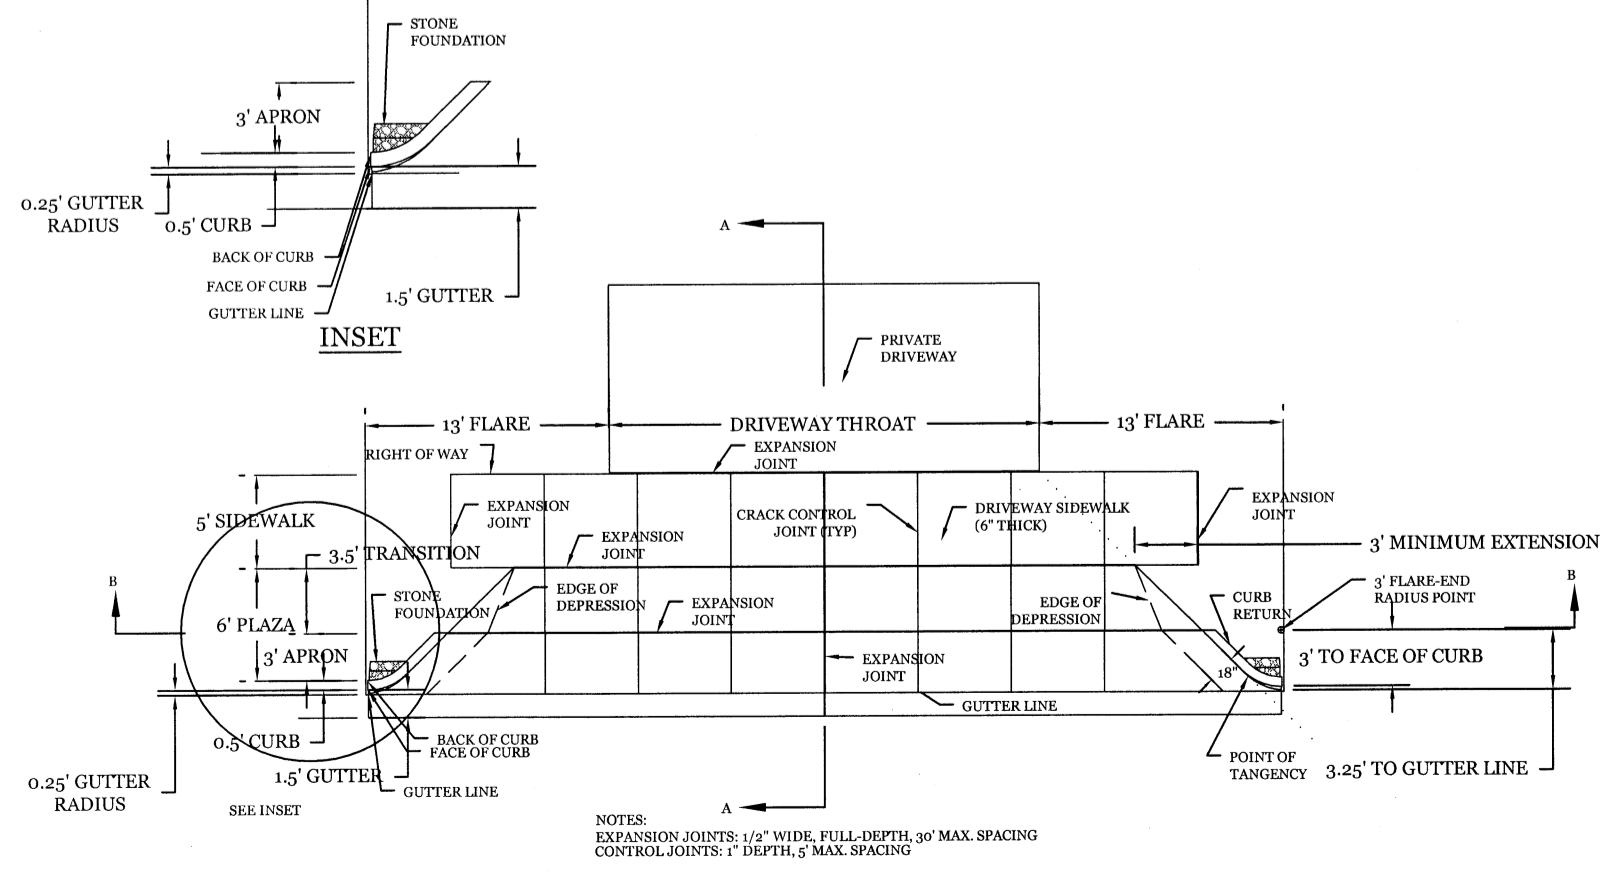 STONE
FOUNDATION
3' APRON
0.25' GUTTER
RADIUS
0.5' CURB
BACK OF CURB
FACE OF CURB
1.5' GUTTER
GUTTER LINE
INSET
A
PRIVATE
DRIVEWAY
13' FLARE
DRIVEWAY THROAT
13' FLARE
RIGHT OF WAY
EXPANSION
JOINT
5' SIDEWALK
EXPANSION
JOINT
EXPANSION
JOINT
CRACK CONTROL
JOINT (TYP)
DRIVEWAY SIDEWALK
(6" THICK)
EXPANSION
JOINT
3' MINIMUM EXTENSION
3.5' TRANSITION
B
STONE
FOUNDATION
EDGE OF
DEPRESSION
EXPANSION
JOINT
EDGE OF
DEPRESSION
CURB
RETURN
3' FLARE-END
RADIUS POINT
B
6' PLAZA
3' APRON
EXPANSION
JOINT
18"
3' TO FACE OF CURB
GUTTER LINE
0.5' CURB
BACK OF CURB
FACE OF CURB
1.5' GUTTER
GUTTER LINE
0.25' GUTTER
RADIUS
SEE INSET
POINT OF
TANGENCY
3.25' TO GUTTER LINE
A
NOTES:
EXPANSION JOINTS: 1/2" WIDE, FULL-DEPTH, 30' MAX. SPACING
CONTROL JOINTS: 1" DEPTH, 5' MAX. SPACING